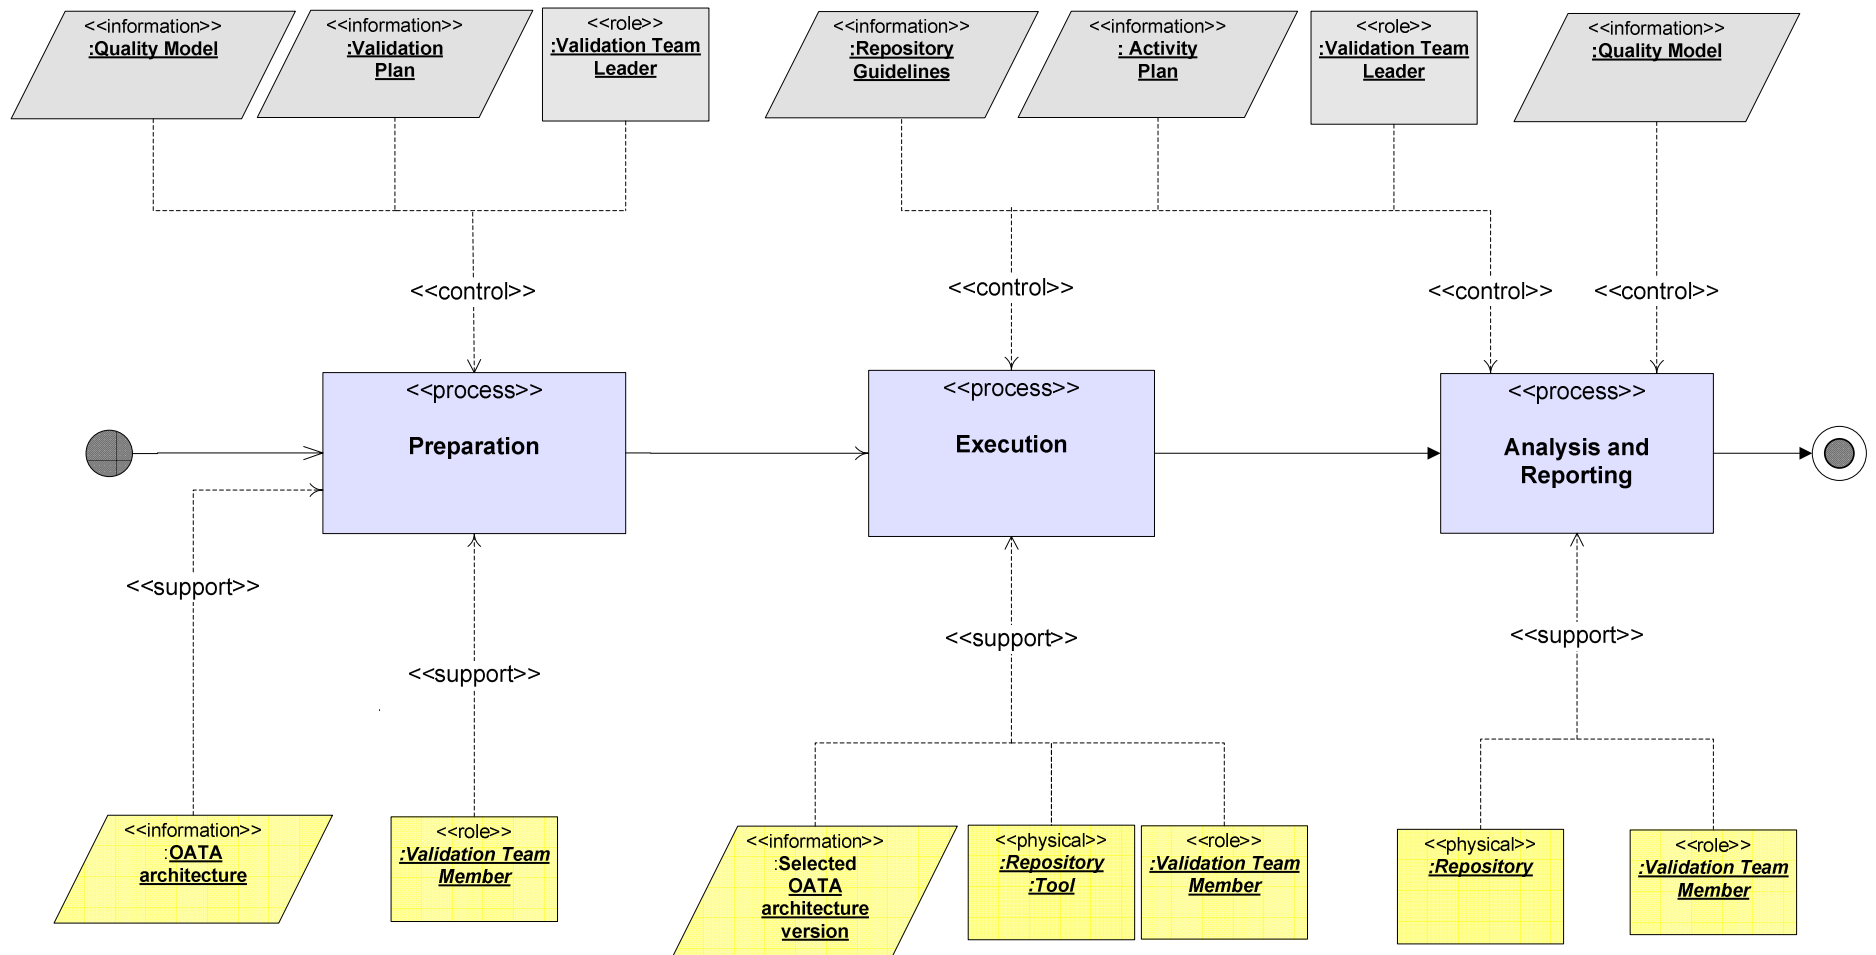 <<information>>
:Quality Model
<<information>>
:Validation
Plan
<<role>>
:Validation Team
Leader
<<information>>
:Repository
Guidelines
<<information>>
: Activity
Plan
<<role>>
:Validation Team
Leader
<<information>>
:Quality Model
<<control>>
<<control>>
<<control>>
<<control>>
<<process>>
Preparation
<<process>>
Execution
<<process>>
Analysis and
Reporting
<<support>>
<<support>>
<<support>>
<<support>>
<<information>>
:OATA
architecture
<<role>>
:Validation Team
Member
<<information>>
:Selected
OATA
architecture
version
<<physical>>
:Repository
:Tool
<<role>>
:Validation Team
Member
<<physical>>
:Repository
<<role>>
:Validation Team
Member